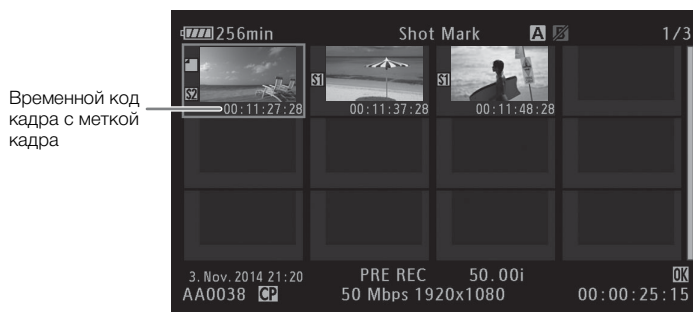 256min Shot Mark A B 1/3
Временной код
кадра с меткой
кадра
S2 S1 S1
00:11:27:28 00:11:37:28 00:11:48:28
3. Nov. 2014 21:20 PRE REC 50.00i OK
AA0038 CP 50 Mbps 1920x1080 00:00:25:15